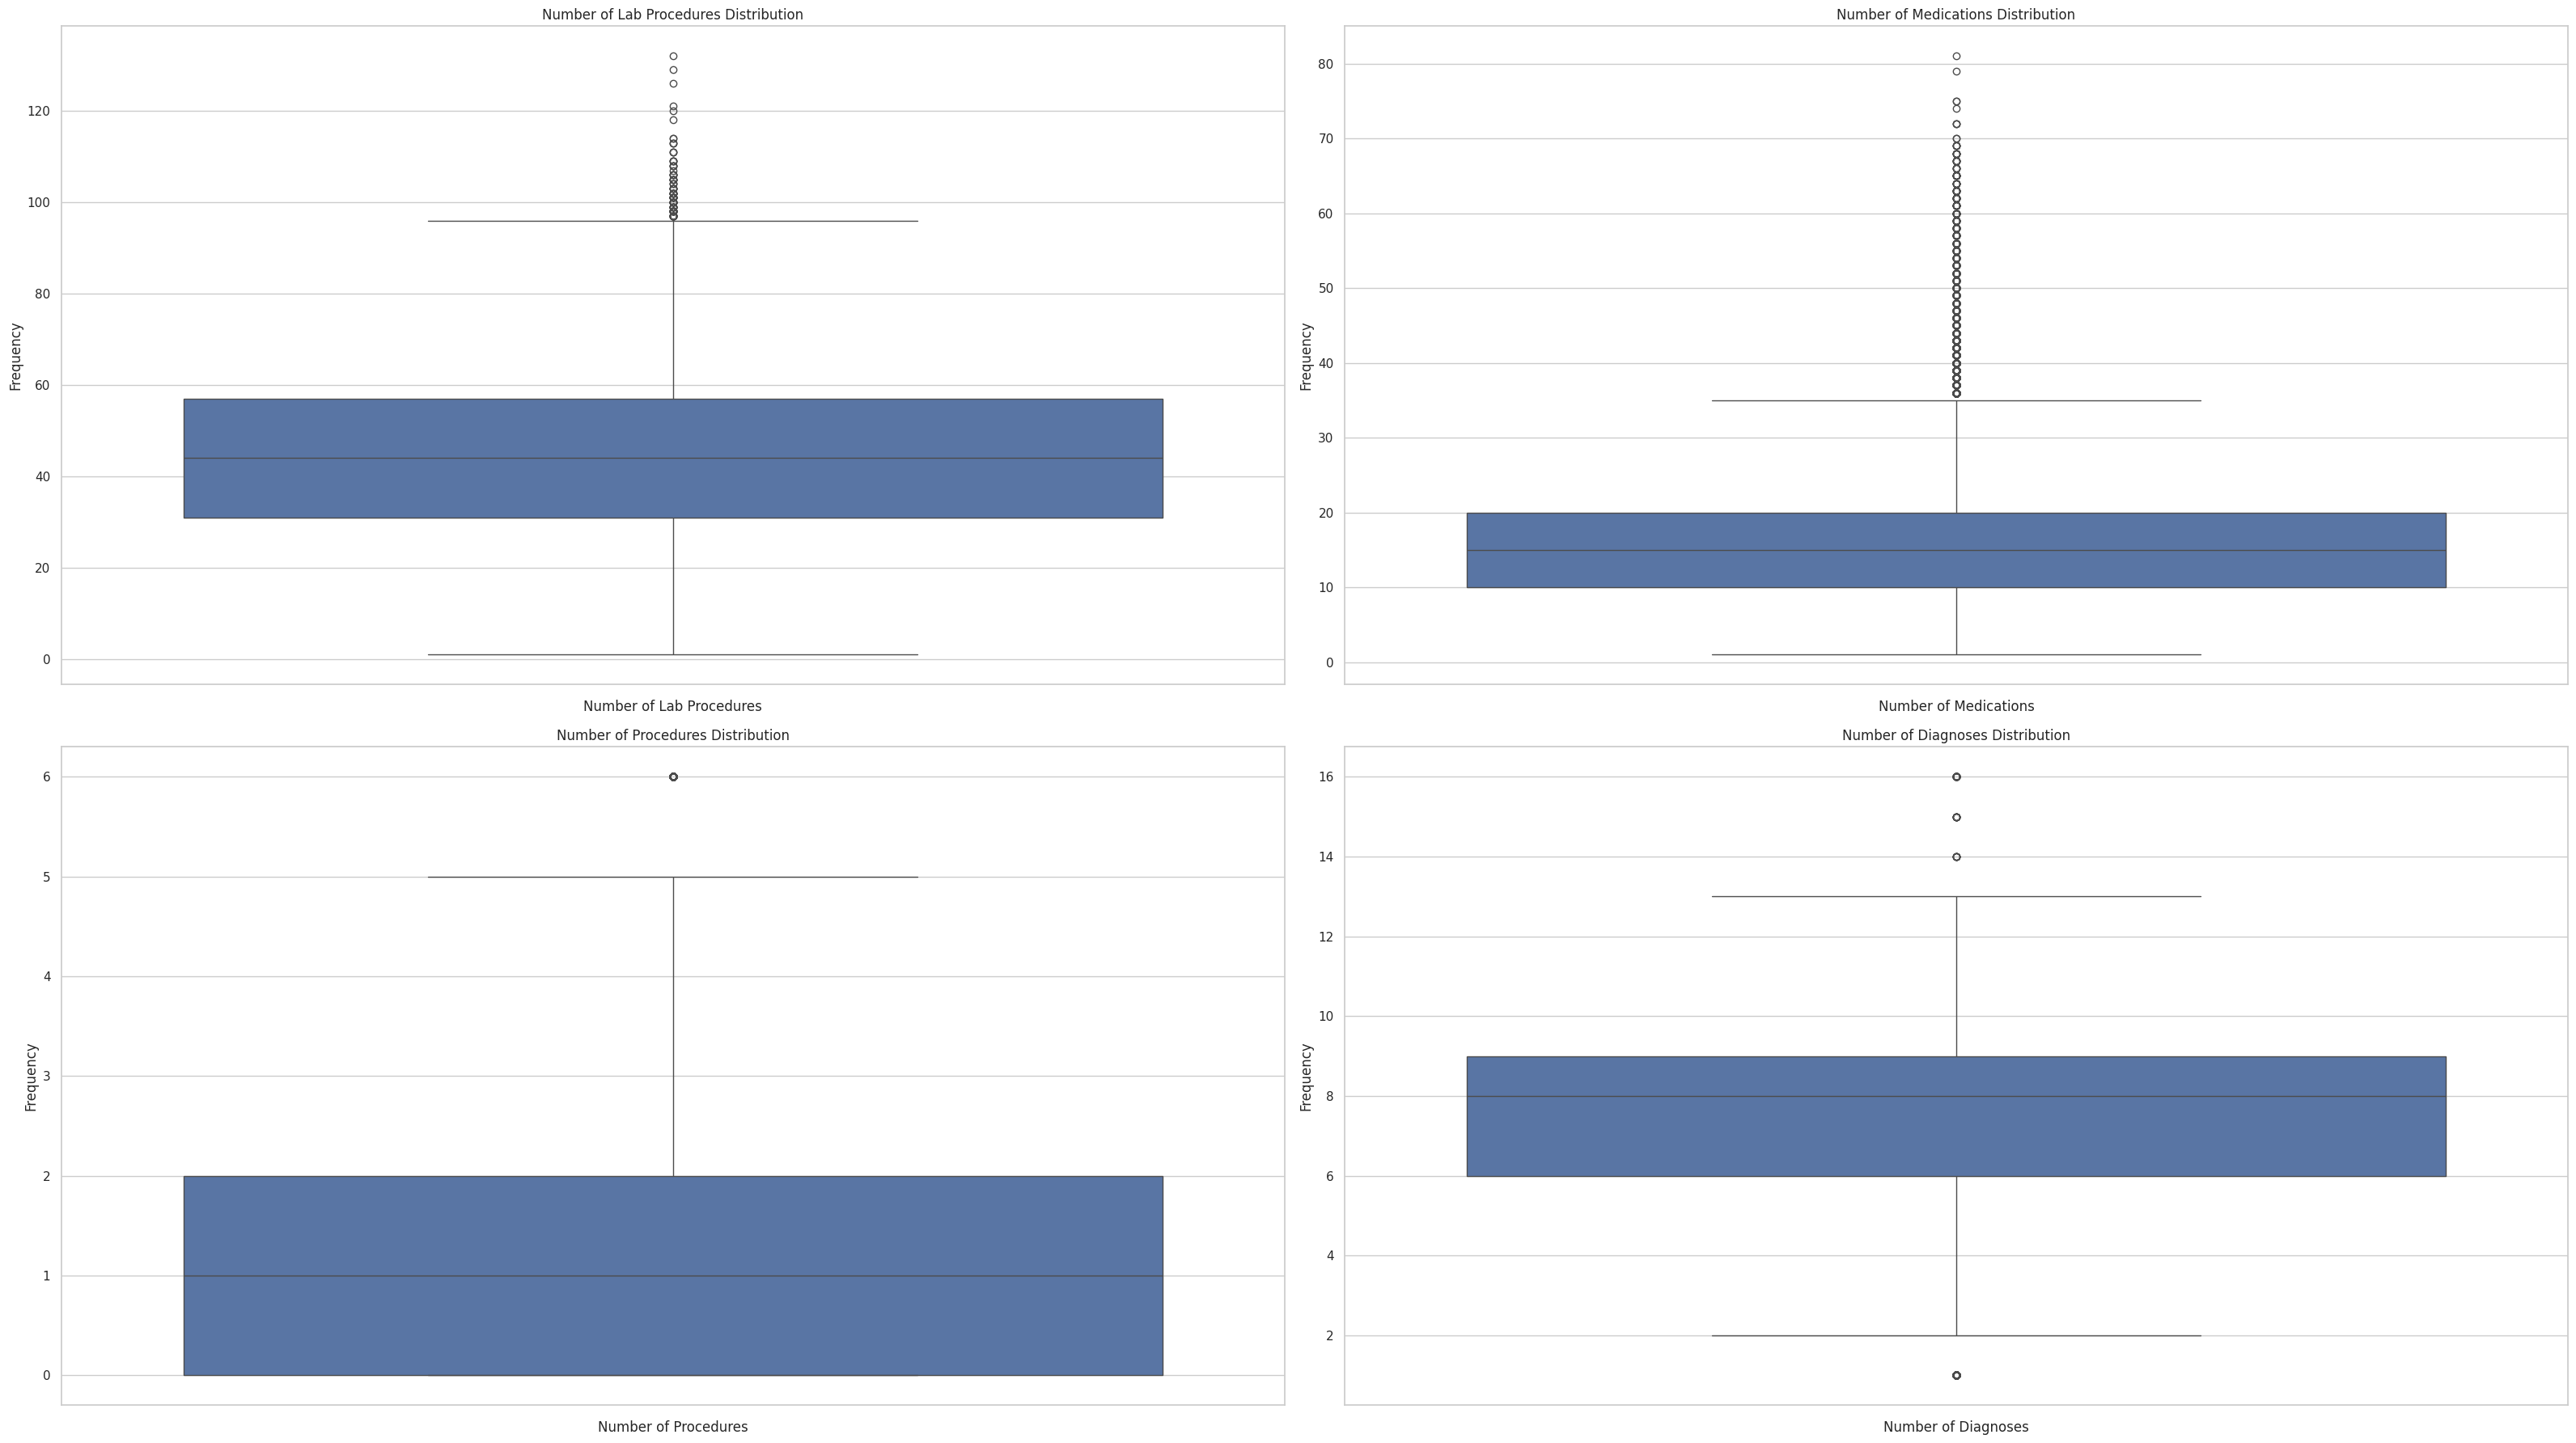 Number of Lab Procedures Distribution
Frequency
120
100
80
60
40
20
0
Number of Lab Procedures
Number of Medications Distribution
Frequency
80
70
60
50
40
30
20
10
0
Number of Medications
Number of Procedures Distribution
Frequency
6
5
4
3
2
1
0
Number of Procedures
Number of Diagnoses Distribution
Frequency
16
14
12
10
8
6
4
2
Number of Diagnoses